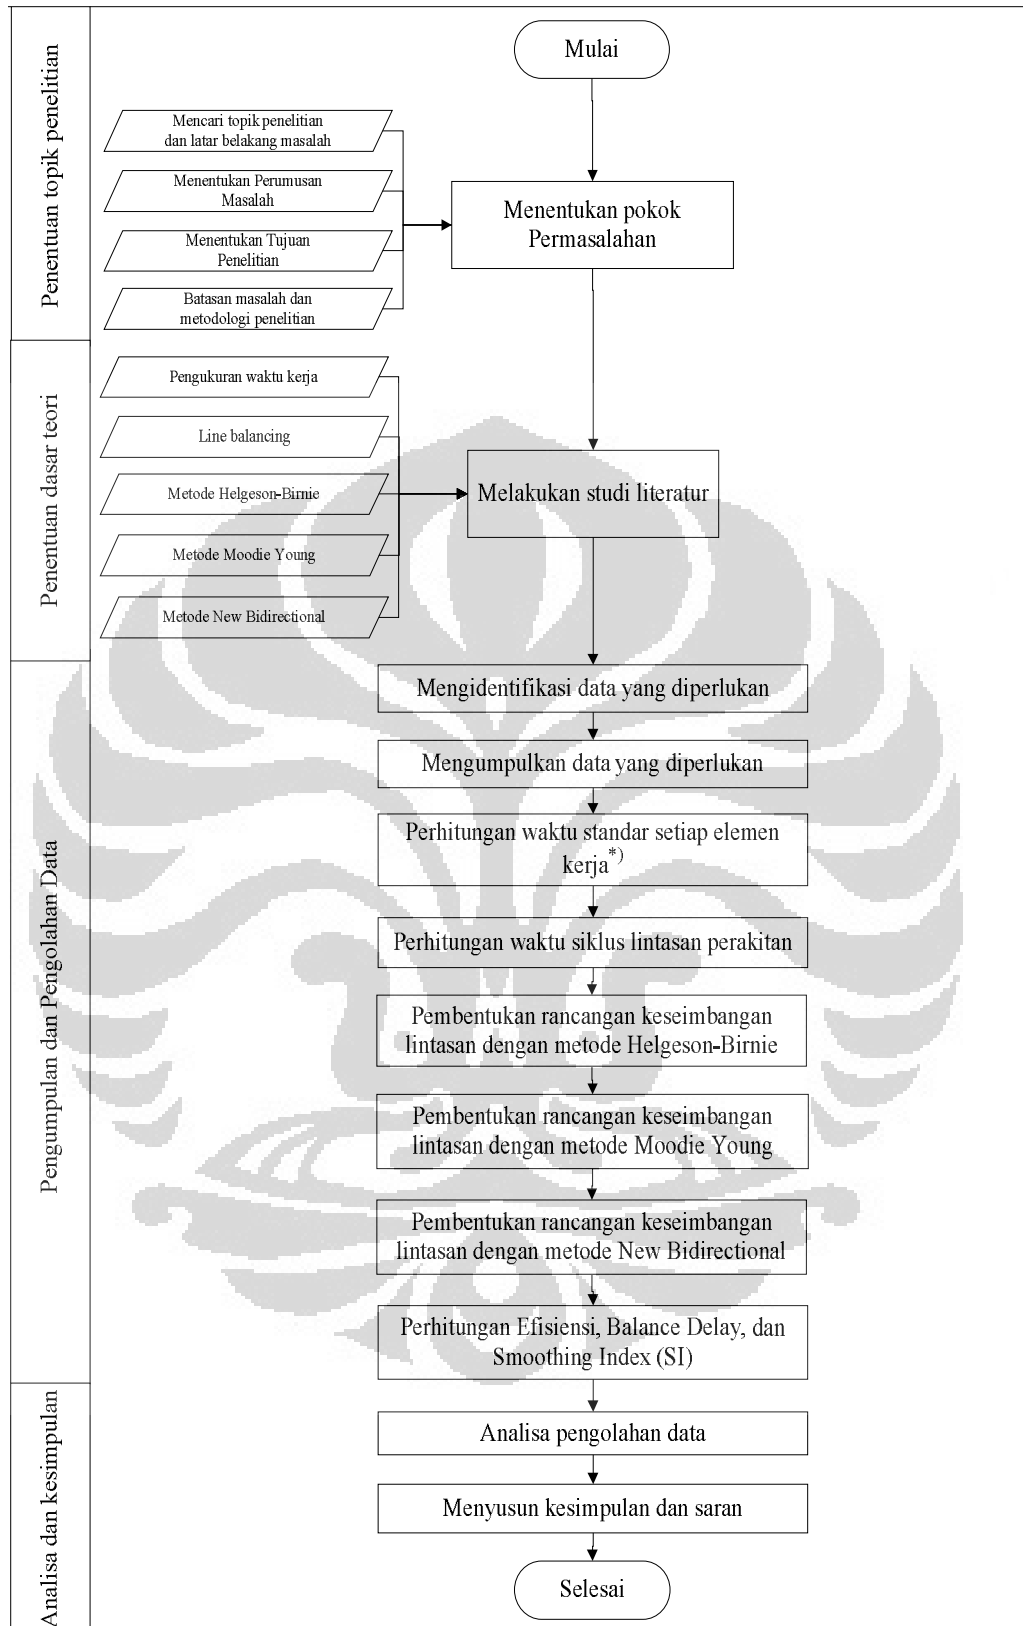 Penentuan topik penelitian
Mulai
Mencari topik penelitian
dan latar belakang masalah
Menentukan Perumusan
Masalah
Menentukan Tujuan
Penelitian
Batasan masalah dan
metodologi penelitian
Menentukan pokok
Permasalahan
Penentuan dasar teori
Pengukuran waktu kerja
Line balancing
Metode Helgeson-Birnie
Metode Moodie Young
Metode New Bidirectional
Melakukan studi literatur
Pengumpulan dan Pengolahan Data
Mengidentifikasi data yang diperlukan
Mengumpulkan data yang diperlukan
Perhitungan waktu standar setiap elemen
kerja*)
Perhitungan waktu siklus lintasan perakitan
Pembentukan rancangan keseimbangan
lintasan dengan metode Helgeson-Birnie
Pembentukan rancangan keseimbangan
lintasan dengan metode Moodie Young
Pembentukan rancangan keseimbangan
lintasan dengan metode New Bidirectional
Perhitungan Efisiensi, Balance Delay, dan
Smoothing Index (SI)
Analisa dan kesimpulan
Analisa pengolahan data
Menyusun kesimpulan dan saran
Selesai